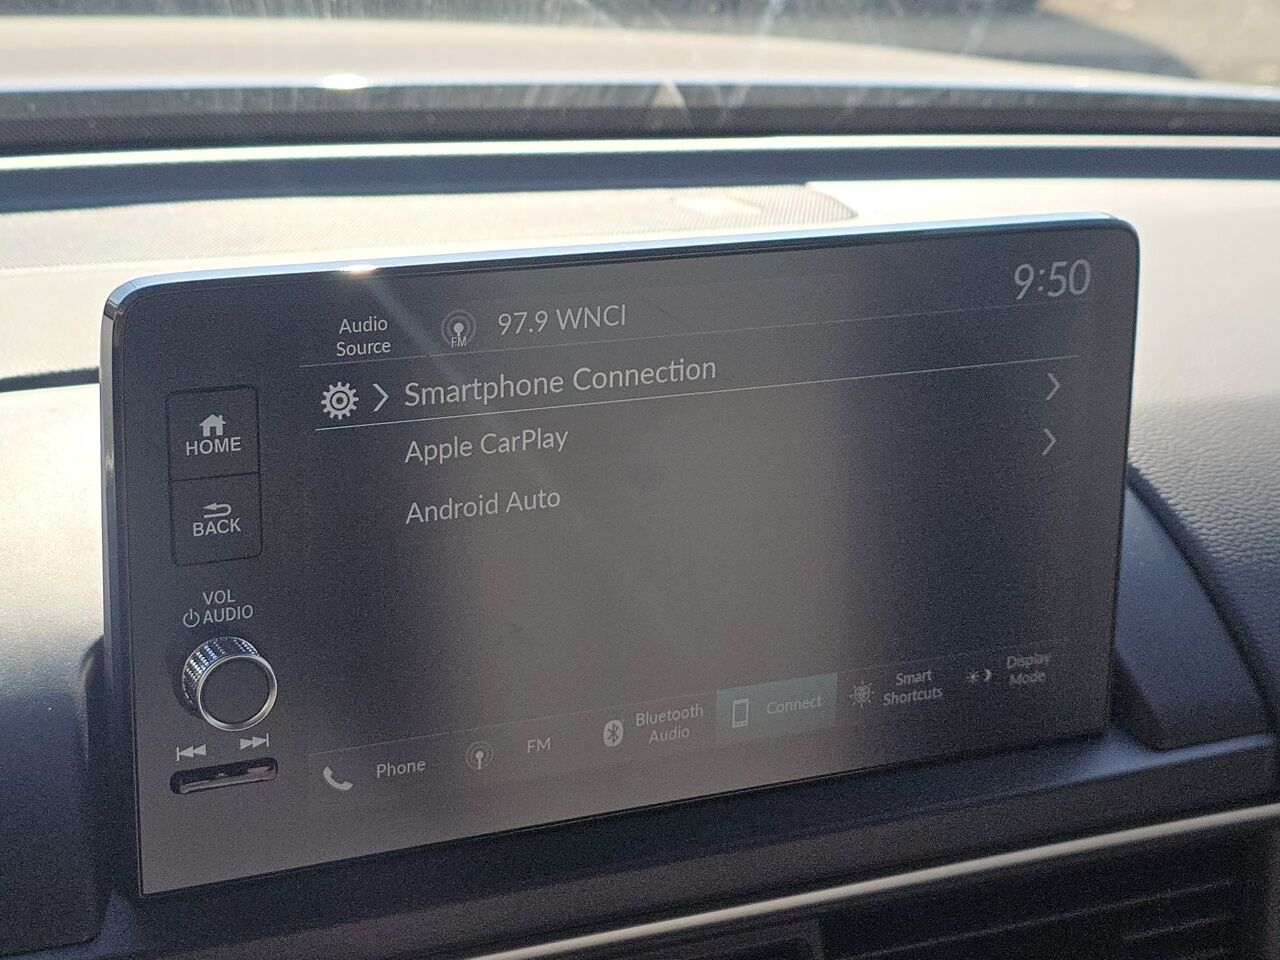 9:50
Audio
Source
FM
97.9 WNCI
Smartphone Connection
Apple CarPlay
Android Auto
HOME
BACK
VOL
AUDIO
Phone
FM
Bluetooth
Audio
Connect
Smart
Shortcuts
Display
Mode